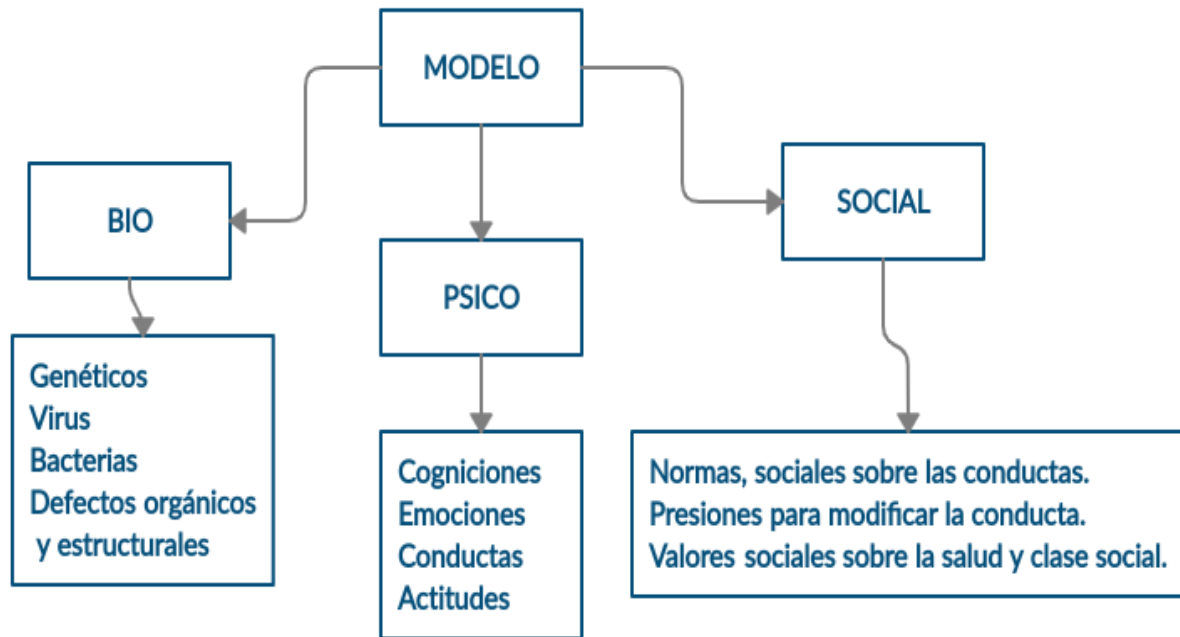 MODELO
BIO
PSICO
SOCIAL
Genéticos
Virus
Bacterias
Defectos orgánicos
y estructurales
Cogniciones
Emociones
Conductas
Actitudes
Normas, sociales sobre las conductas.
Presiones para modificar la conducta.
Valores sociales sobre la salud y clase social.